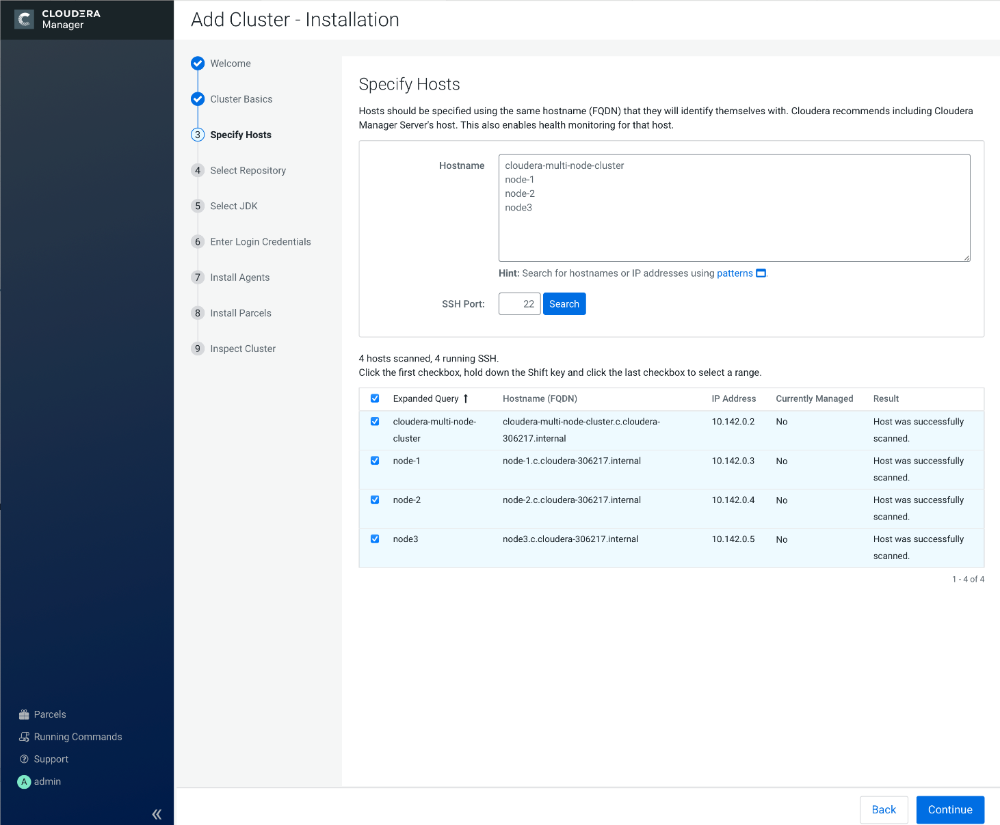 CLOUDERA
Manager
Add Cluster - Installation
Welcome
Cluster Basics
3 Specify Hosts
4 Select Repository
5 Select JDK
6 Enter Login Credentials
7 Install Agents
8 Install Parcels
9 Inspect Cluster
Specify Hosts
Hosts should be specified using the same hostname (FQDN) that they will identify themselves with. Cloudera recommends including Cloudera
Manager Server's host. This also enables health monitoring for that host.
Hostname
cloudera-multi-node-cluster
node-1
node-2
node3
Hint: Search for hostnames or IP addresses using patterns.
SSH Port: 22 Search
4 hosts scanned, 4 running SSH.
Click the first checkbox, hold down the Shift key and click the last checkbox to select a range.
Expanded Query ↑ Hostname (FQDN) IP Address Currently Managed Result
cloudera-multi-node- cloudera-multi-node-cluster.c.cloudera- 10.142.0.2 No Host was successfully
cluster 306217.internal scanned.
node-1 node-1.c.cloudera-306217.internal 10.142.0.3 No Host was successfully
scanned.
node-2 node-2.c.cloudera-306217.internal 10.142.0.4 No Host was successfully
scanned.
node3 node3.c.cloudera-306217.internal 10.142.0.5 No Host was successfully
scanned.
1 - 4 of 4
Parcels
Running Commands
Support
A admin
Back Continue